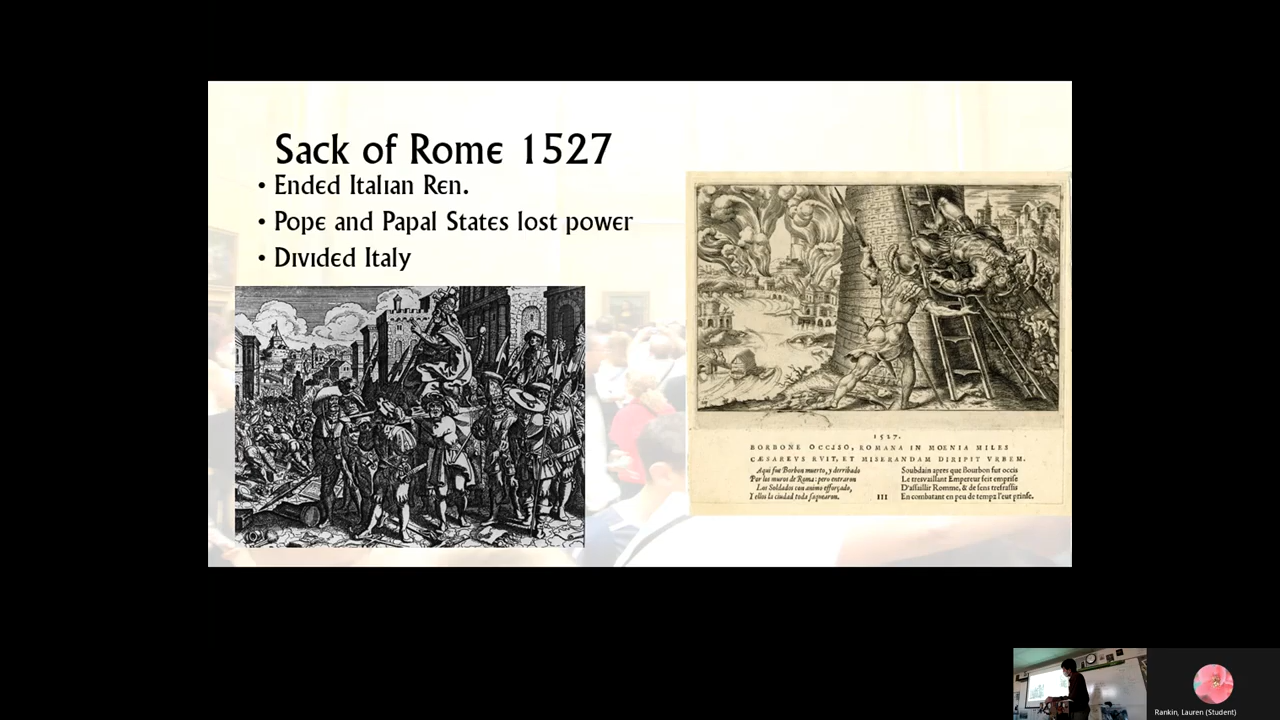 Sack of Rome 1527
• Ended Italian Ren.
• Pope and Papal States lost power
• Divided Italy
1527.
BORBONE OCCISO, ROMANA IN MOENIA MILES
CÆSAREVS RVIT, ET MISERANDAM DIRIPIT VRBEM.
Aqui fue Borbon muerto, y derribado
Por los muros de Roma: pero entraron
Los Soldados con animo efforçado,
Y ellos la ciudad toda saquearon.
III
Soubdain apres que Bourbon fut occis
Le tresvaillant Empereur feit emprise
D'assaillir Romme, & de sens
En combatant en peu de temps l'eut prinse.
Rankin, Lauren (Student)